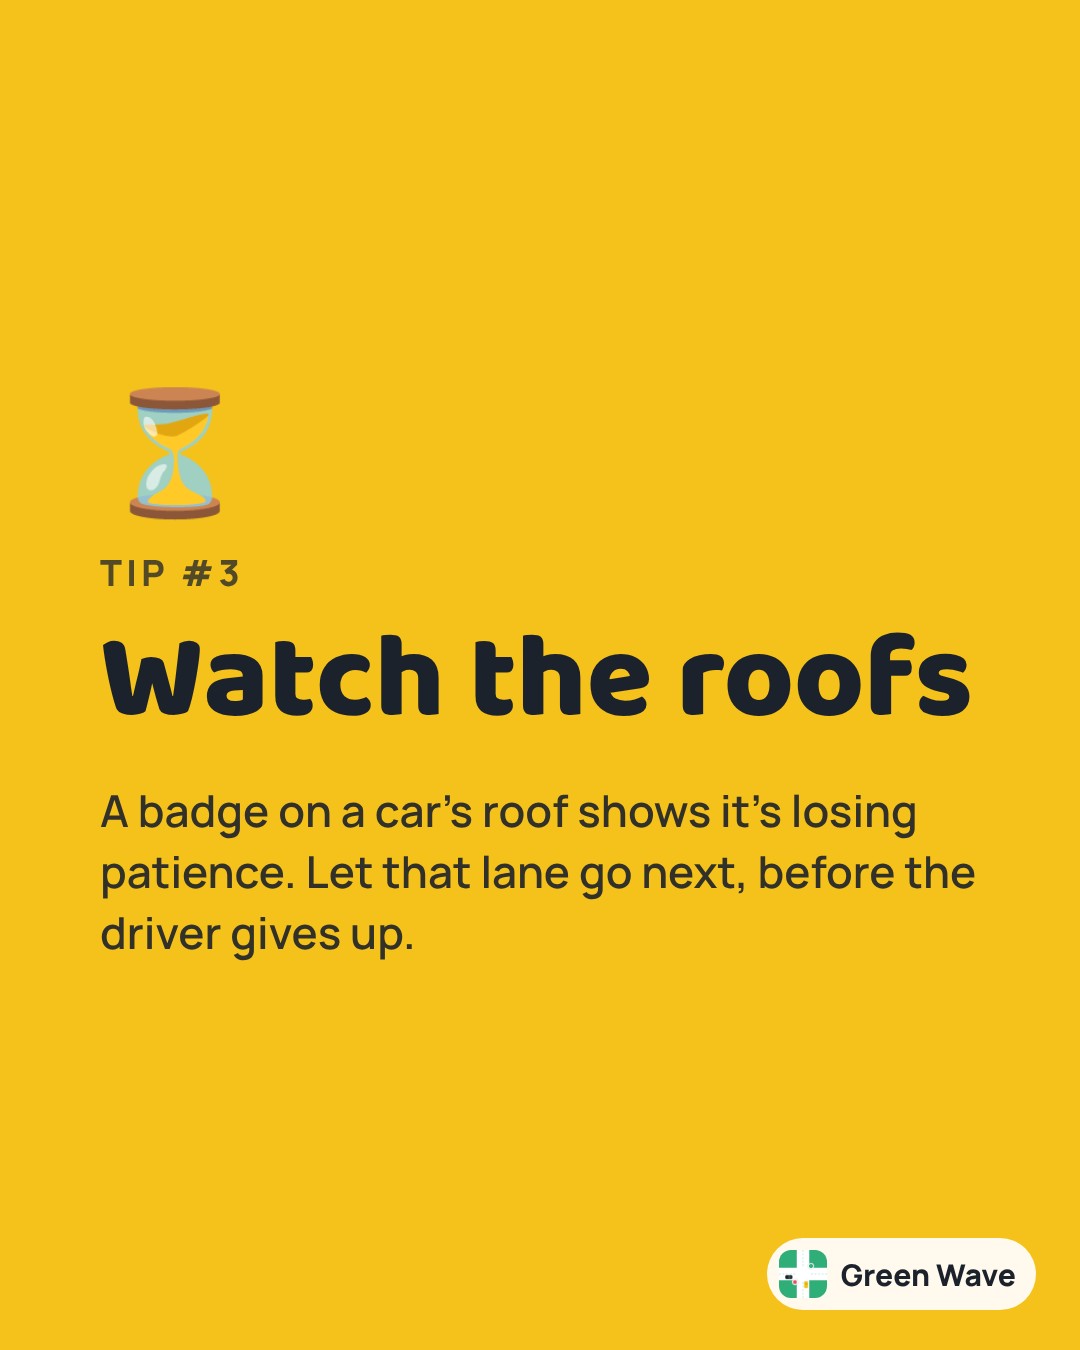 TIP #3
Watch the roofs
A badge on a car’s roof shows it’s losing
patience. Let that lane go next, before the
driver gives up.
Green Wave